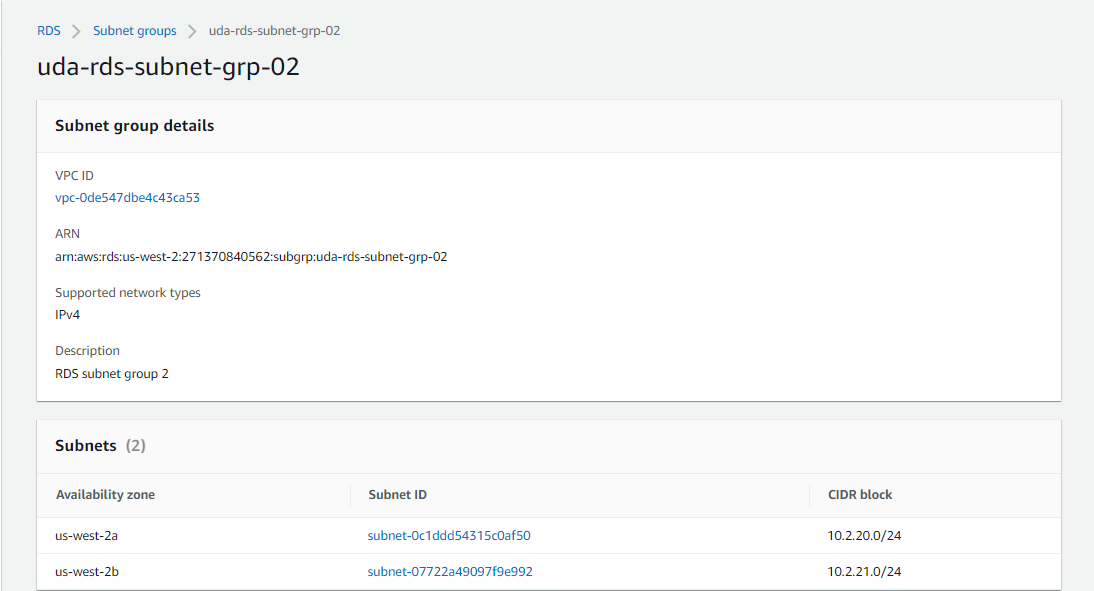 RDS > Subnet groups > uda-rds-subnet-grp-02
uda-rds-subnet-grp-02
Subnet group details
VPC ID
vpc-0de547dbe4c43ca53
ARN
arn:aws:rds:us-west-2:271370840562:subgrp:uda-rds-subnet-grp-02
Supported network types
IPv4
Description
RDS subnet group 2
Subnets (2)
Availability zone Subnet ID CIDR block
us-west-2a subnet-0c1ddd54315c0af50 10.2.20.0/24
us-west-2b subnet-07722a49097f9e992 10.2.21.0/24